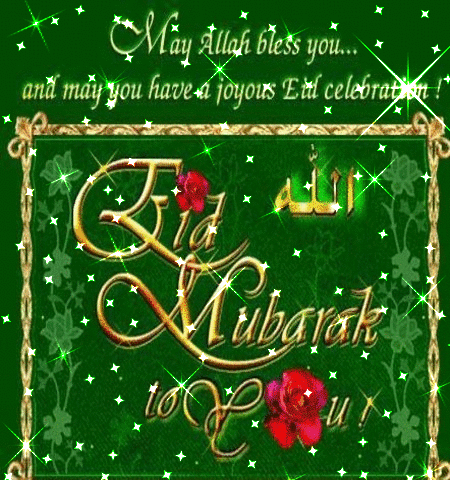 May Allah bless you...
and may you have a joyous Eid celebration !
الله
Eid
Mubarak
to You !